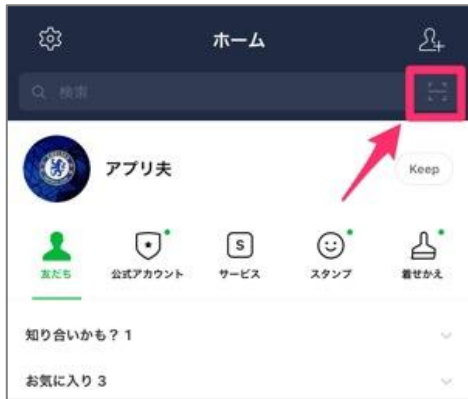 ホーム
検索
アプリ夫
Keep
友だち 公式アカウント サービス スタンプ 着せかえ
S
知り合いかも? 1
お気に入り 3